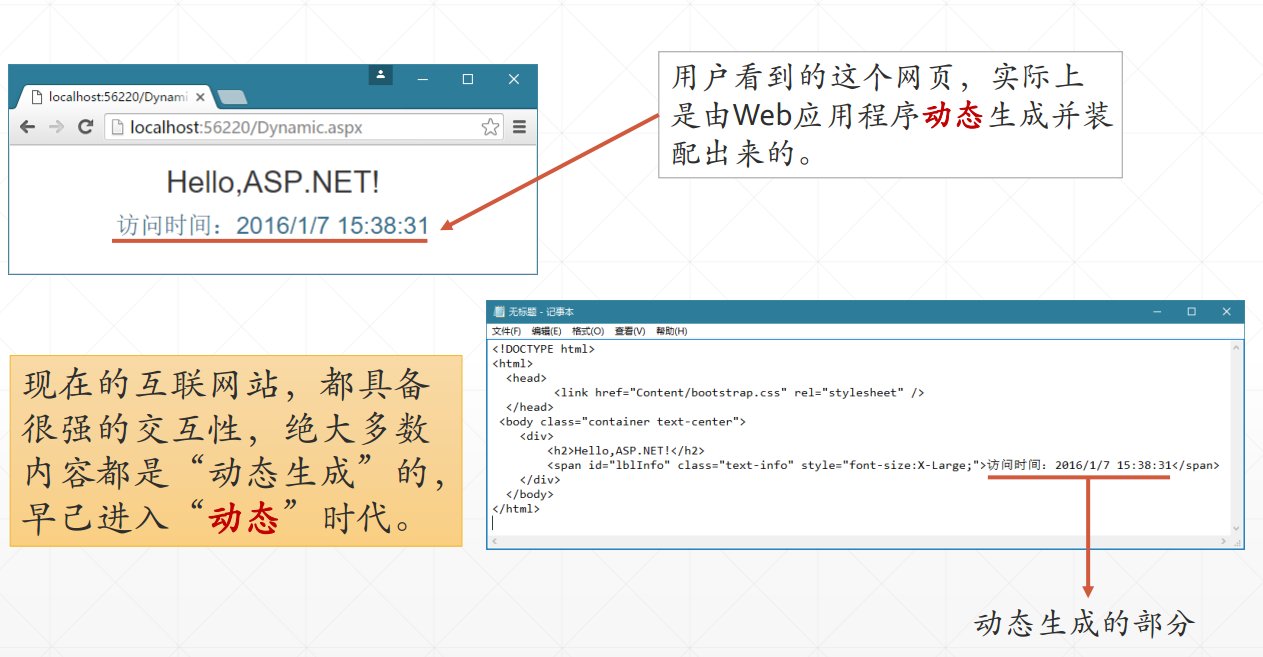 localhost:56220/Dynami
localhost:56220/Dynamic.aspx
Hello,ASP.NET!
访问时间：2016/1/7 15:38:31
用户看到的这个网页，实际上
是由Web应用程序动态生成并装
配出来的。
现在的互联网站，都具备
很强的交互性，绝大多数
内容都是“动态生成”的，
早已进入“动态”时代。
无标题 - 记事本
文件(F) 编辑(E) 格式(O) 查看(V) 帮助(H)
<!DOCTYPE html>
<html>
<head>
<link href="Content/bootstrap.css" rel="stylesheet" />
</head>
<body class="container text-center">
<div>
<h2>Hello,ASP.NET!</h2>
<span id="lblInfo" class="text-info" style="font-size:X-Large;">访问时间：2016/1/7 15:38:31</span>
</div>
</body>
</html>
动态生成的部分